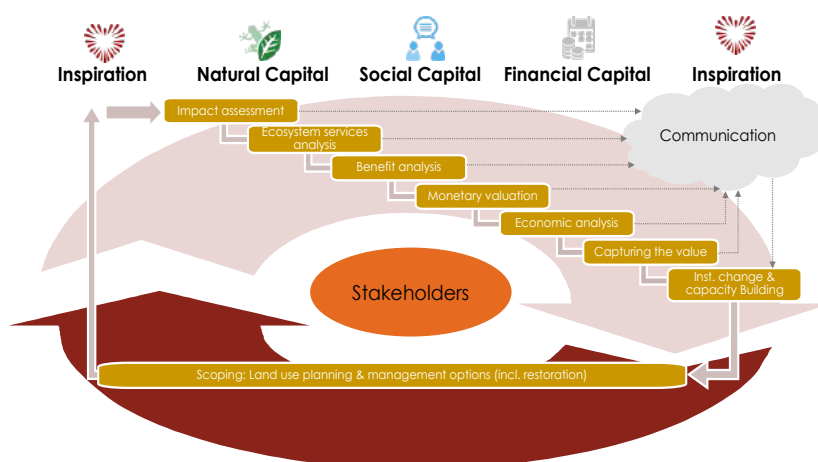 Inspiration
Natural Capital
Social Capital
Financial Capital
Inspiration
Impact assessment
Ecosystem services
analysis
Communication
Benefit analysis
Monetary valuation
Economic analysis
Capturing the value
Inst. change &
capacity Building
Stakeholders
Scoping: Land use planning & management options (incl. restoration)